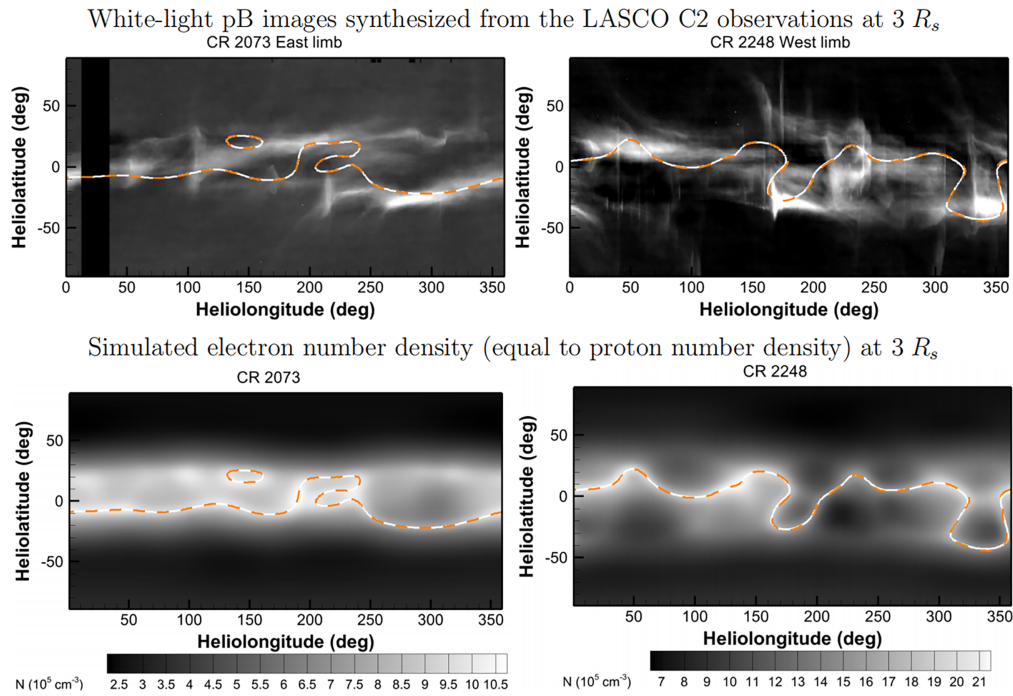 White-light pB images synthesized from the LASCO C2 observations at 3 Rs
CR 2073 East limb
CR 2248 West limb
Heliolatitude (deg)
50
0
-50
0 50 100 150 200 250 300 350
Heliolongitude (deg)
Heliolatitude (deg)
50
0
-50
0 50 100 150 200 250 300 350
Heliolongitude (deg)
Simulated electron number density (equal to proton number density) at 3 Rs
CR 2073
CR 2248
Heliolatitude (deg)
50
0
-50
50 100 150 200 250 300 350
Heliolongitude (deg)
N (10⁵ cm⁻³) 2.5 3 3.5 4 4.5 5 5.5 6 6.5 7 7.5 8 8.5 9 9.5 10 10.5
Heliolatitude (deg)
50
0
-50
50 100 150 200 250 300 350
Heliolongitude (deg)
N (10⁵ cm⁻³) 7 8 9 10 11 12 13 14 15 16 17 18 19 20 21